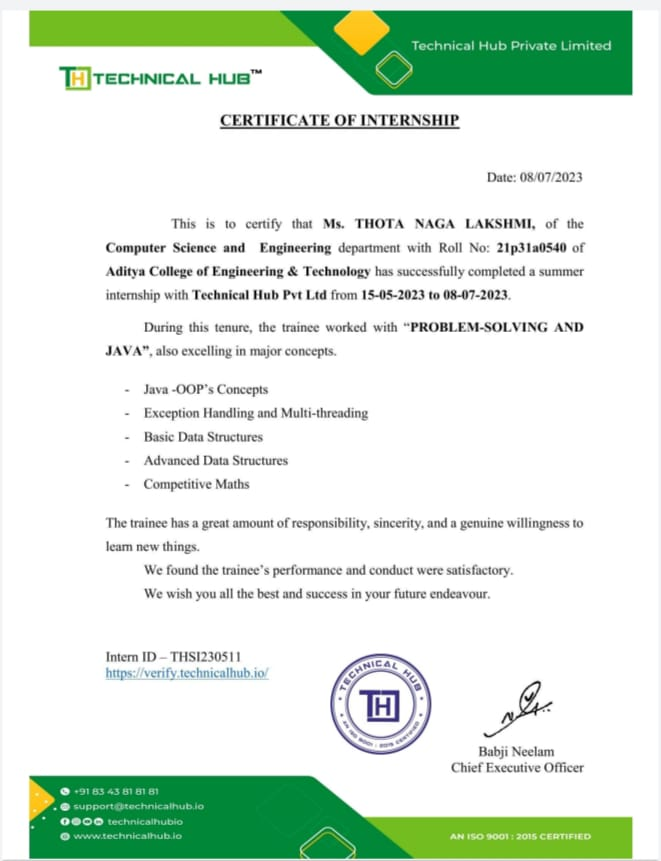 Technical Hub Private Limited
TH TECHNICAL HUB™
CERTIFICATE OF INTERNSHIP
Date: 08/07/2023
This is to certify that Ms. THOTA NAGA LAKSHMI, of the
Computer Science and Engineering department with Roll No: 21p31a0540 of
Aditya College of Engineering & Technology has successfully completed a summer
internship with Technical Hub Pvt Ltd from 15-05-2023 to 08-07-2023.
During this tenure, the trainee worked with “PROBLEM-SOLVING AND
JAVA”, also excelling in major concepts.
- Java -OOP’s Concepts
- Exception Handling and Multi-threading
- Basic Data Structures
- Advanced Data Structures
- Competitive Maths
The trainee has a great amount of responsibility, sincerity, and a genuine willingness to
learn new things.
We found the trainee’s performance and conduct were satisfactory.
We wish you all the best and success in your future endeavour.
Intern ID – THSI230511
https://verify.technicalhub.io/
TECHNICAL HUB
TH
AN ISO 9001 : 2015 CERTIFIED
Babji Neelam
Chief Executive Officer
+91 83 43 81 81 81
support@technicalhub.io
technicalhubio
www.technicalhub.io
AN ISO 9001 : 2015 CERTIFIED